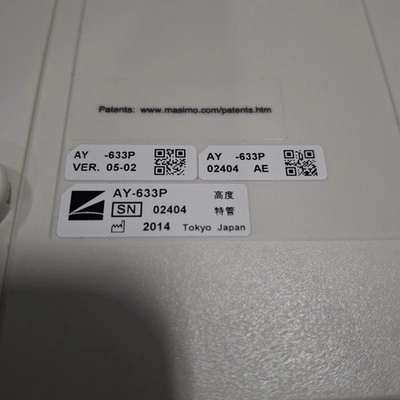 Patents: www.masimo.com/patents.htm
AY -633P
VER. 05-02
AY -633P
02404 AE
AY-633P 高度
SN 02404 特管
2014 Tokyo Japan